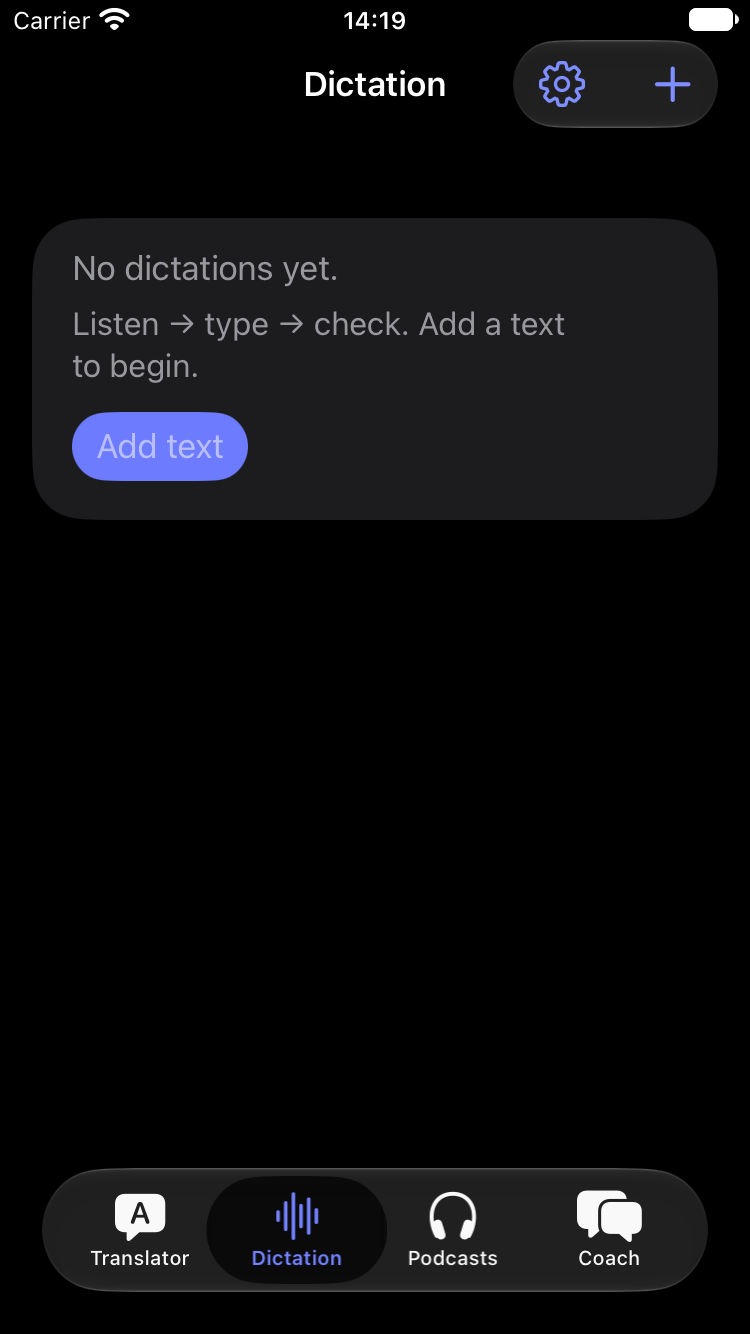 Carrier 14:19
Dictation
No dictations yet.
Listen → type → check. Add a text
to begin.
Add text
A
Translator Dictation Podcasts Coach